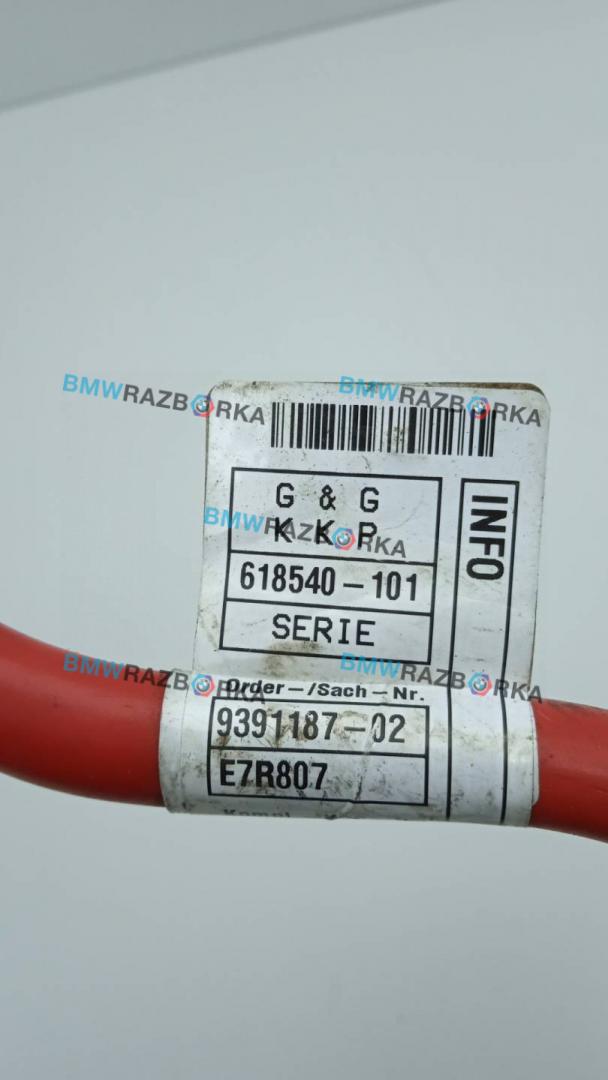 BMWRAZBORKA
BMWRAZBORKA
G & G
K K P
BMWRAZBORKA
618540-101
SERIE
INFO
BMWRAZBORKA
BMWRAZBORKA
Order-/Sach-Nr.
9391187-02
E7R807